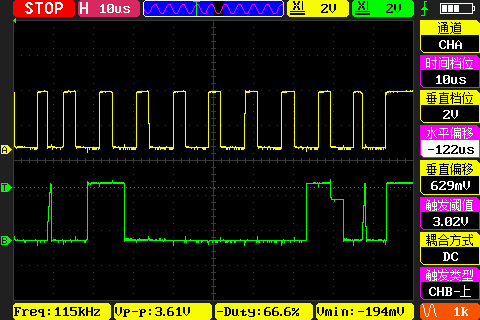 STOP H 10us X1 2V X1 2V
通道
CHA
时间档位
10us
垂直档位
2V
水平偏移
-122us
垂直偏移
629mV
触发阈值
3.02V
耦合方式
DC
触发类型
CHB-上
A
T
B
Freq:115kHz Vp-p:3.61V -Duty:66.6% Vmin:-194mV 1k